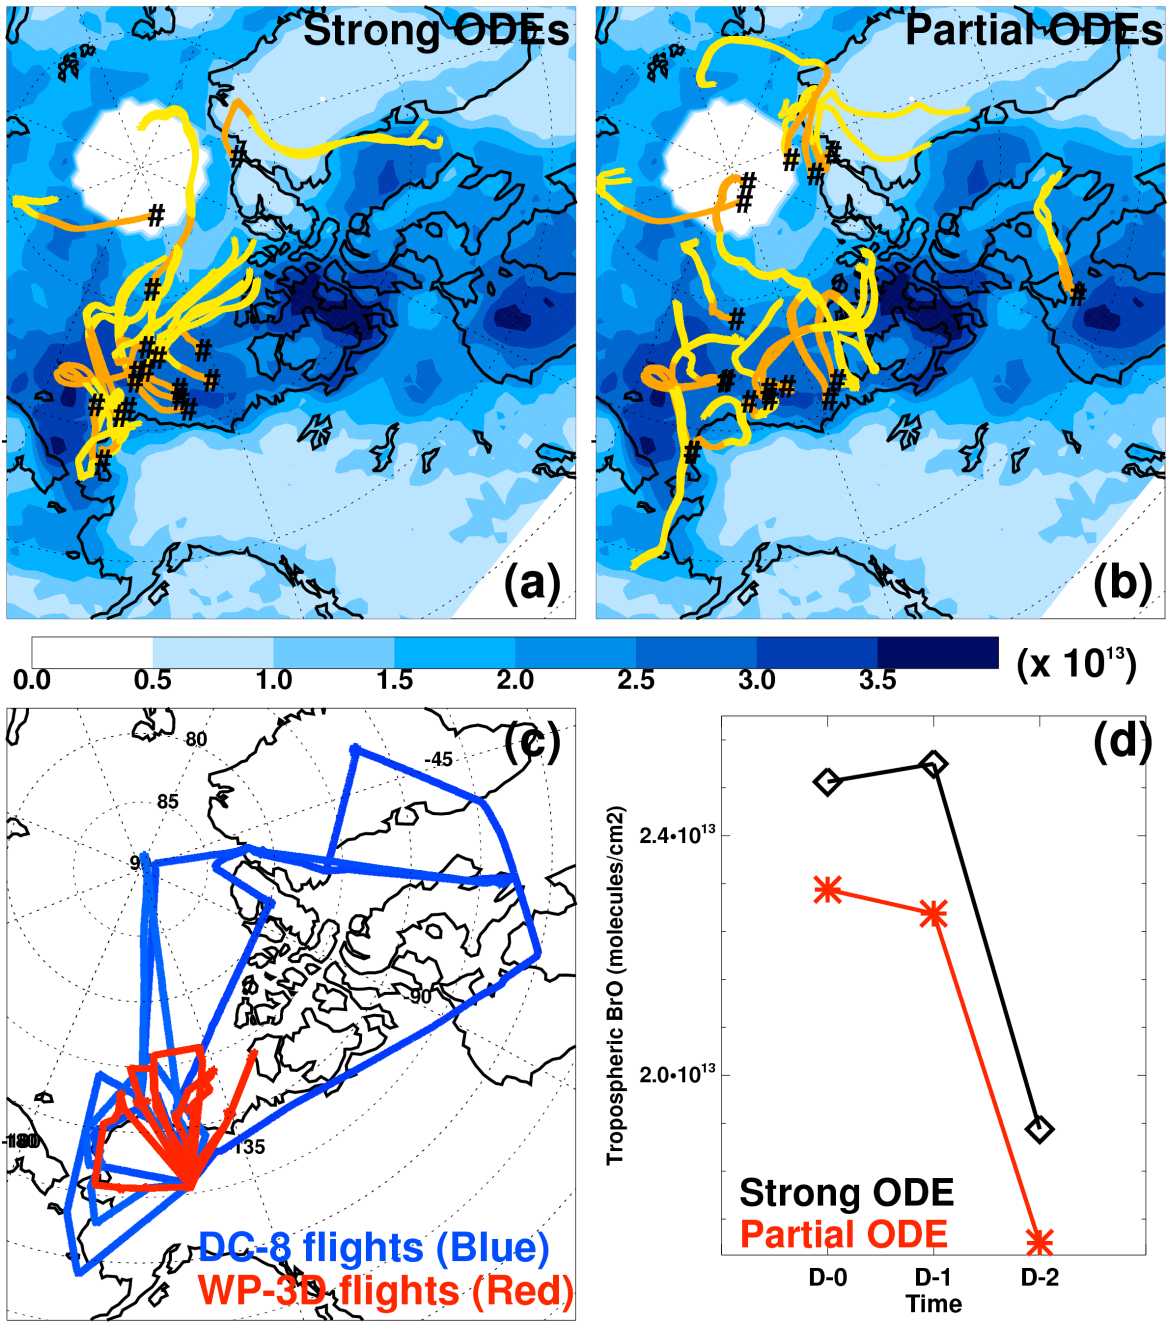 Strong ODEs
Partial ODEs
# # # # # # # # # # # # # # # # # #
# # # # # # # # # # # # # # # # #
(a)
(b)
0.0 0.5 1.0 1.5 2.0 2.5 3.0 3.5
(x 10¹³)
(c)
80
-45
85
90
-90
-180
135
DC-8 flights (Blue)
WP-3D flights (Red)
(d)
Tropospheric BrO (molecules/cm2)
2.4•10¹³
2.0•10¹³
Strong ODE
Partial ODE
D-0 D-1 D-2
Time